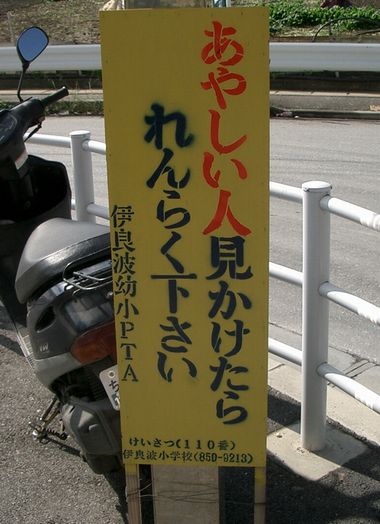 あやしい人見かけたら
れんらく下さい
伊良波幼小PTA
けいさつ(110番)
伊良波小学校(850-9213)